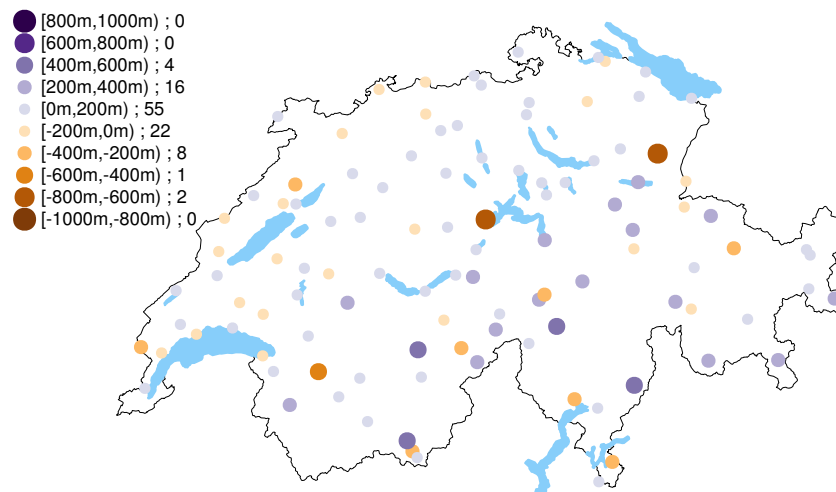 [800m,1000m) ; 0
[600m,800m) ; 0
[400m,600m) ; 4
[200m,400m) ; 16
[0m,200m) ; 55
[-200m,0m) ; 22
[-400m,-200m) ; 8
[-600m,-400m) ; 1
[-800m,-600m) ; 2
[-1000m,-800m) ; 0